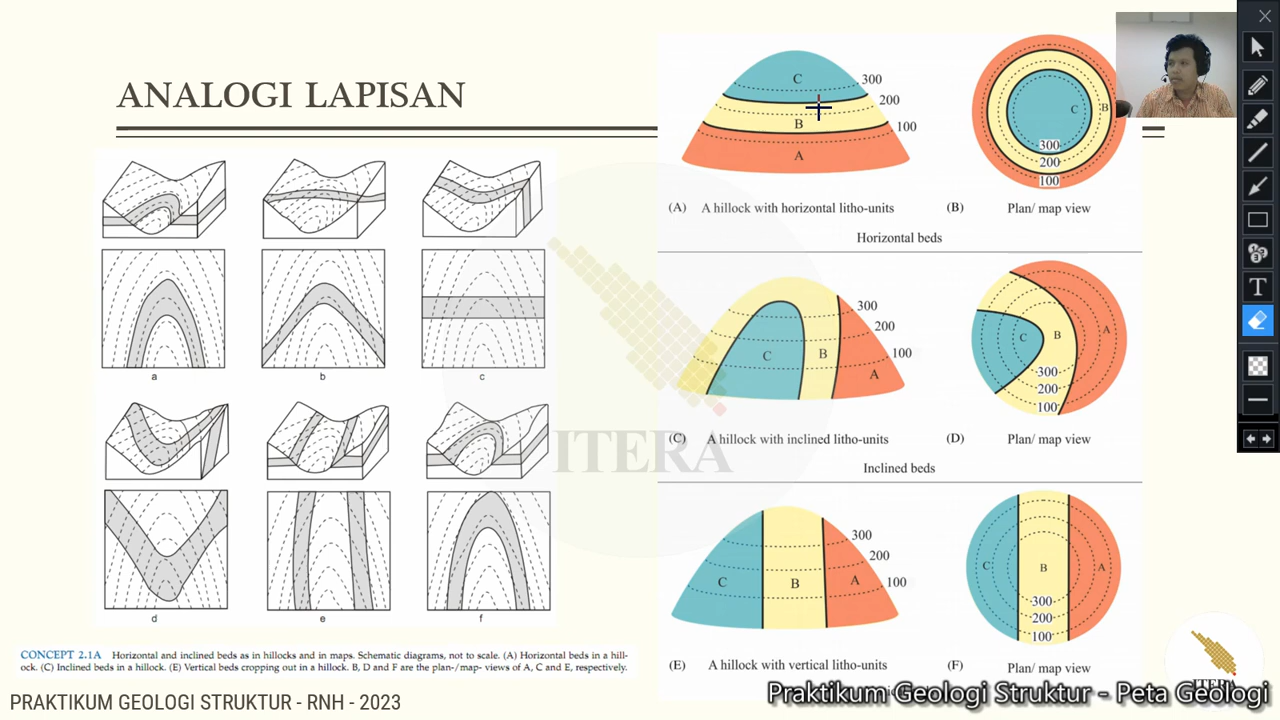 ANALOGI LAPISAN
a
b
c
d
e
f
ITERA
CONCEPT 2.1A Horizontal and inclined beds as in hillocks and in maps. Schematic diagrams, not to scale. (A) Horizontal beds in a hill-
ock. (C) Inclined beds in a hillock. (E) Vertical beds cropping out in a hillock. B, D and F are the plan-/map- views of A, C and E, respectively.
PRAKTIKUM GEOLOGI STRUKTUR - RNH - 2023
C
B
A
300
200
100
C
B
300
200
100
(A) A hillock with horizontal litho-units
(B) Plan/ map view
Horizontal beds
C
B
A
300
200
100
C
B
A
300
200
100
(C) A hillock with inclined litho-units
(D) Plan/ map view
Inclined beds
C
B
A
300
200
100
C
B
A
300
200
100
(E) A hillock with vertical litho-units
(F) Plan/ map view
ITERA
Praktikum Geologi Struktur - Peta Geologi
T